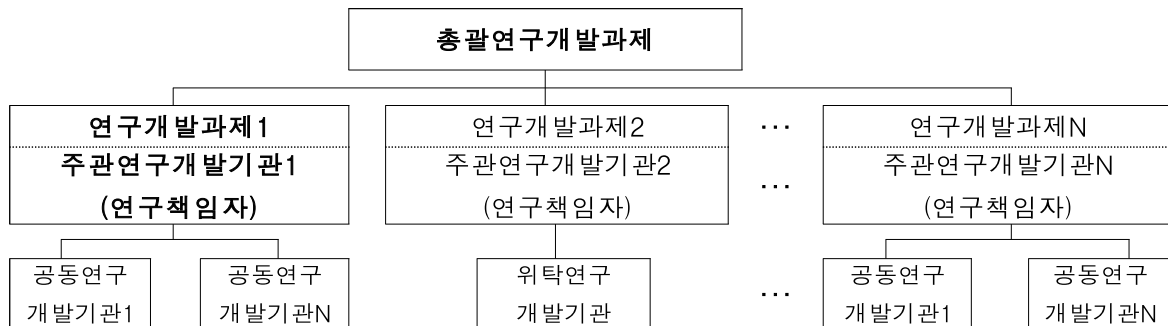 총괄연구개발과제
연구개발과제1
주관연구개발기관1
(연구책임자)
연구개발과제2
주관연구개발기관2
(연구책임자)
...
...
연구개발과제N
주관연구개발기관N
(연구책임자)
공동연구
개발기관1
공동연구
개발기관N
위탁연구
개발기관
...
공동연구
개발기관1
공동연구
개발기관N